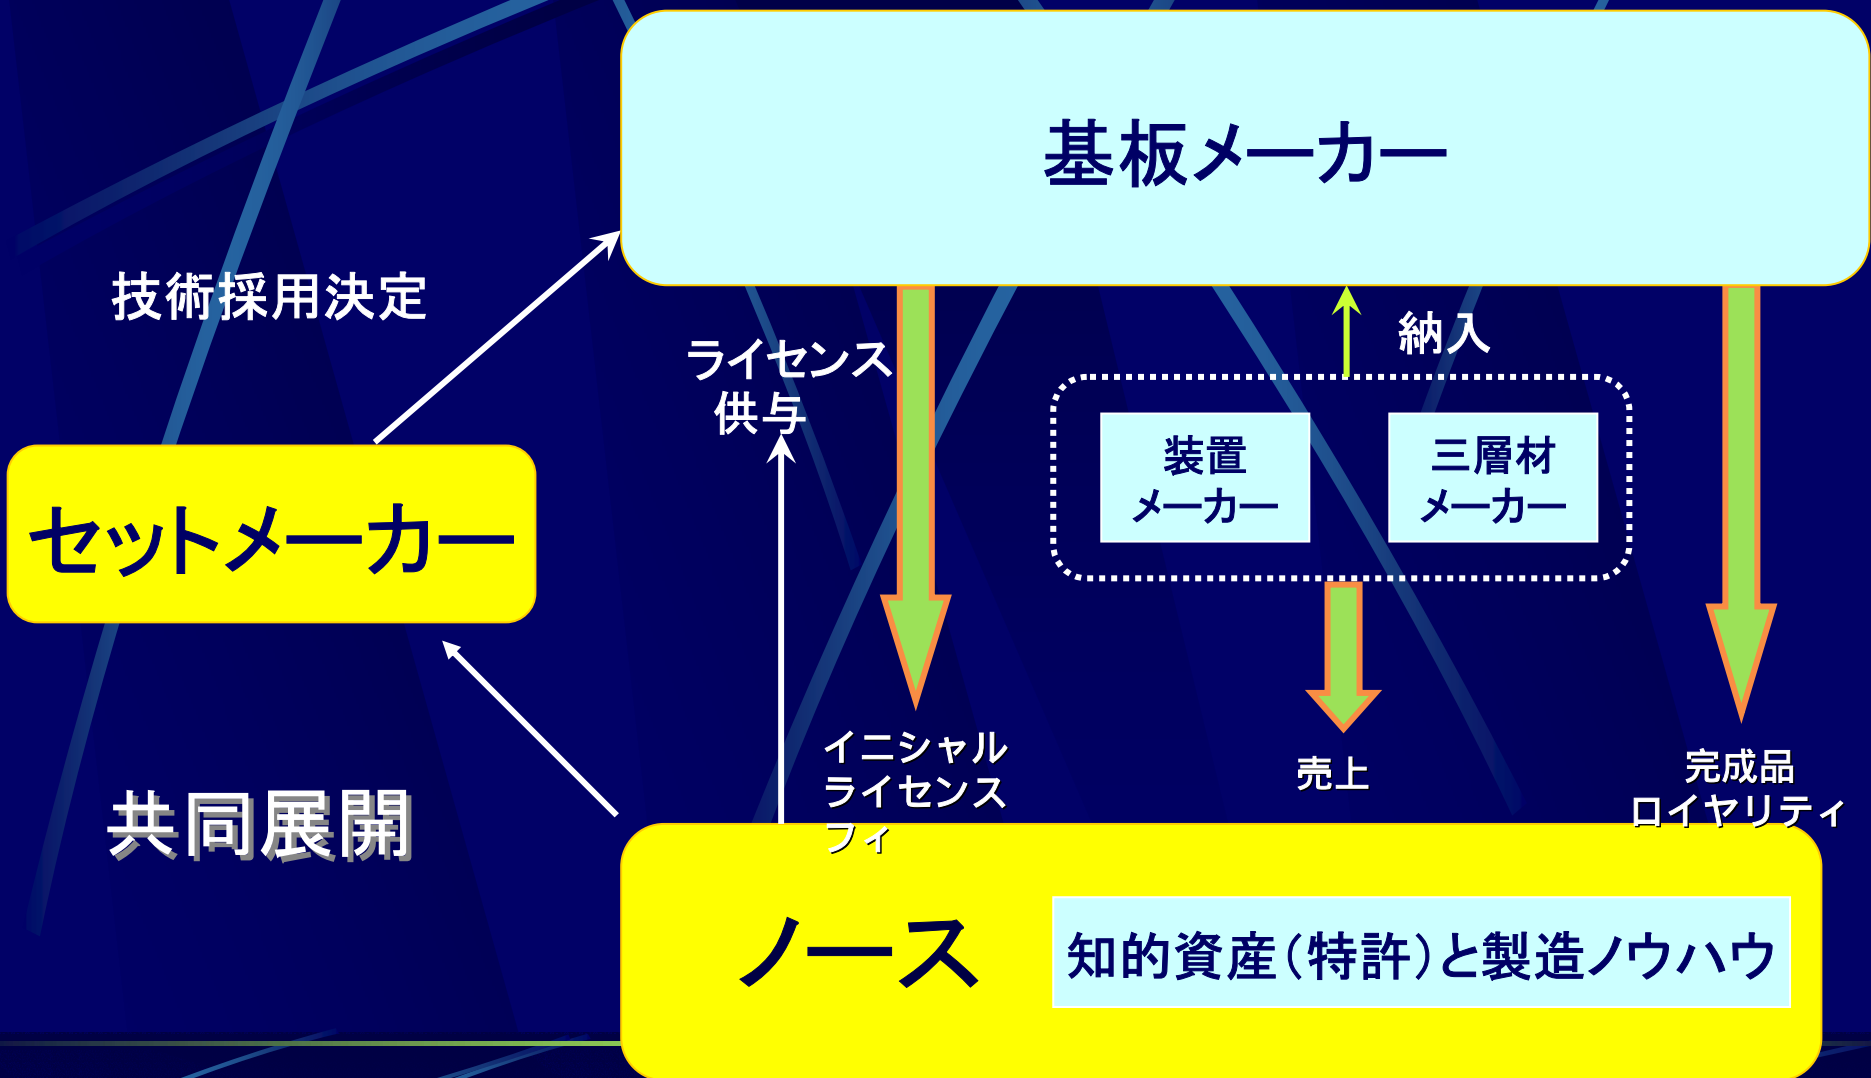 基板メーカー
技術採用決定
ライセンス
供与
納入
装置
メーカー
三層材
メーカー
セットメーカー
イニシャル
ライセンス
フィ
売上
完成品
ロイヤリティ
共同展開
ノース
知的資産（特許）と製造ノウハウ